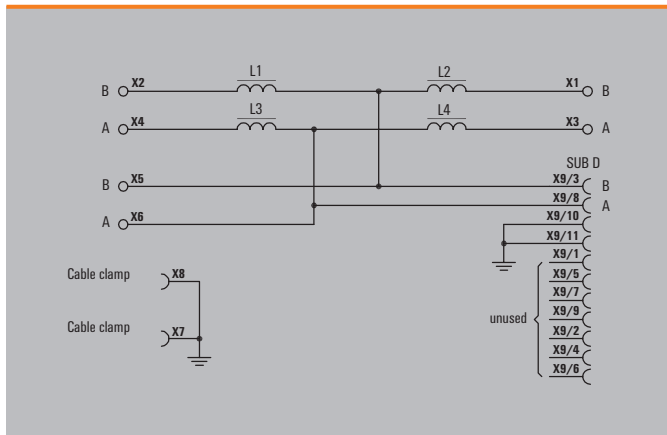 L1 L2
B X2 X1 B
L3 L4
A X4 X3 A
SUB D
B X5 X9/3 B
X9/8 A
A X6 X9/10
X9/11
Cable clamp X8 X9/1
X9/5
X9/7
unused X9/9
Cable clamp X7 X9/2
X9/4
X9/6